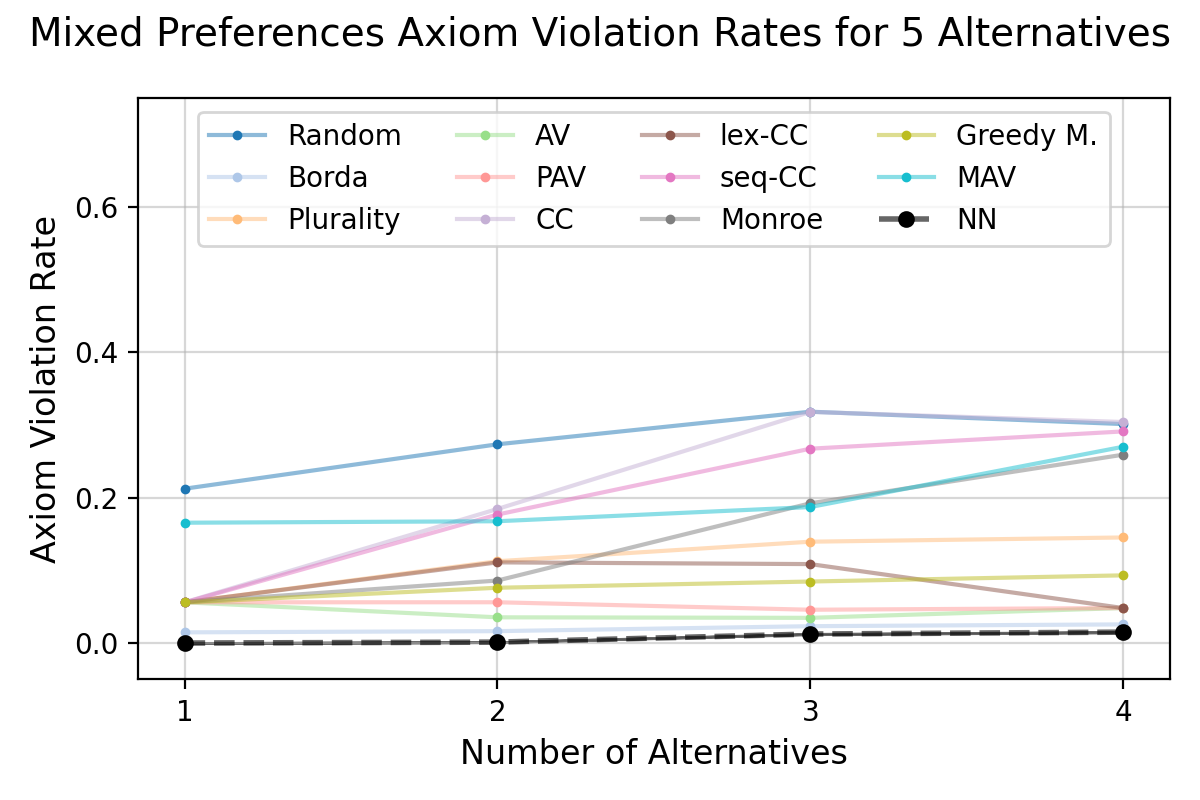 Mixed Preferences Axiom Violation Rates for 5 Alternatives
Random
Borda
Plurality
AV
PAV
CC
lex-CC
seq-CC
Monroe
Greedy M.
MAV
NN
Axiom Violation Rate
0.6
0.4
0.2
0.0
1
2
3
4
Number of Alternatives